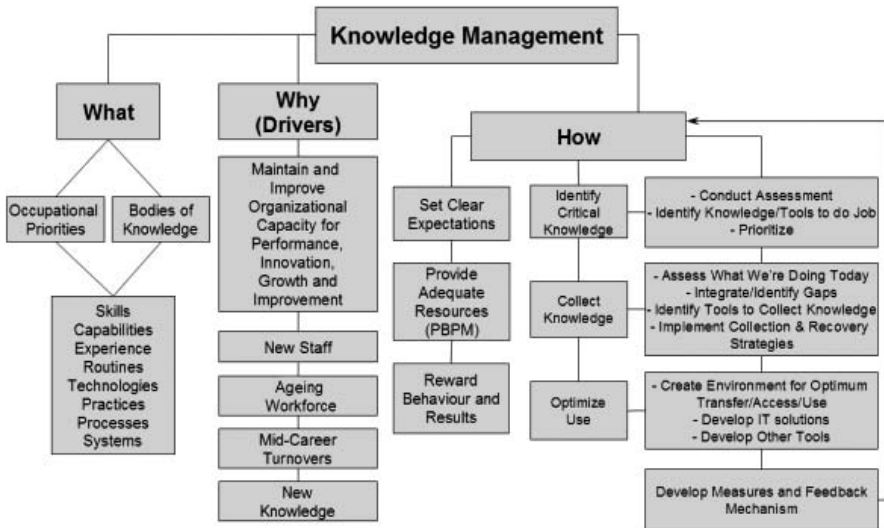 Knowledge Management
What
Occupational
Priorities
Bodies of
Knowledge
Skills
Capabilities
Experience
Routines
Technologies
Practices
Processes
Systems
Why
(Drivers)
Maintain and
Improve
Organizational
Capacity for
Performance,
Innovation,
Growth and
Improvement
New Staff
Ageing
Workforce
Mid-Career
Turnovers
New
Knowledge
How
Set Clear
Expectations
Provide
Adequate
Resources
(PBPM)
Reward
Behaviour and
Results
Identify
Critical
Knowledge
- Conduct Assessment
- Identify Knowledge/Tools to do Job
- Prioritize
Collect
Knowledge
- Assess What We're Doing Today
- Integrate/Identify Gaps
- Identify Tools to Collect Knowledge
- Implement Collection & Recovery
Strategies
Optimize
Use
- Create Environment for Optimum
Transfer/Access/Use
- Develop IT solutions
- Develop Other Tools
Develop Measures and Feedback
Mechanism